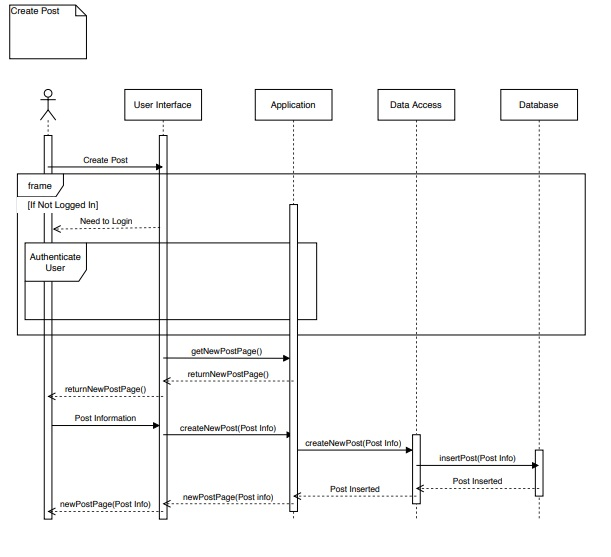 Create Post
User Interface
Application
Data Access
Database
Create Post
frame
[If Not Logged In]
Need to Login
Authenticate
User
getNewPostPage()
returnNewPostPage()
returnNewPostPage()
Post Information
createNewPost(Post Info)
createNewPost(Post Info)
insertPost(Post Info)
Post Inserted
Post Inserted
newPostPage(Post info)
newPostPage(Post Info)